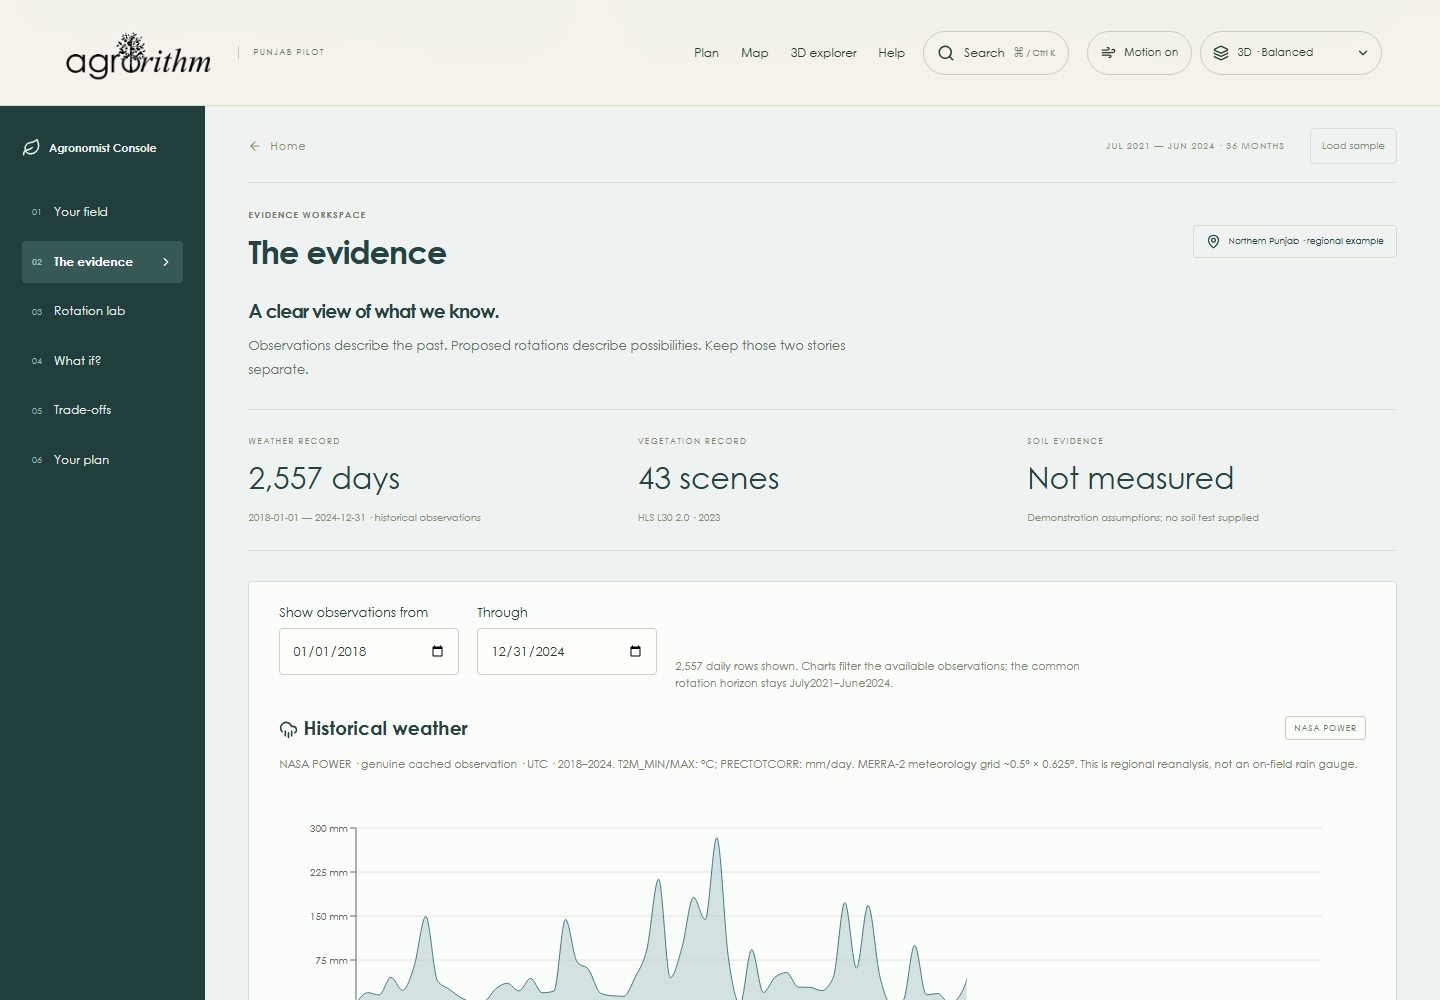 agrorithm
PUNJAB PILOT
Plan
Map
3D explorer
Help
Search ⌘ / Ctrl K
Motion on
3D · Balanced
Agronomist Console
01 Your field
02 The evidence
03 Rotation lab
04 What if?
05 Trade-offs
06 Your plan
← Home
JUL 2021 — JUN 2024 · 36 MONTHS
Load sample
EVIDENCE WORKSPACE
The evidence
Northern Punjab · regional example
A clear view of what we know.
Observations describe the past. Proposed rotations describe possibilities. Keep those two stories
separate.
WEATHER RECORD
2,557 days
2018-01-01 — 2024-12-31 · historical observations
VEGETATION RECORD
43 scenes
HLS L30 2.0 · 2023
SOIL EVIDENCE
Not measured
Demonstration assumptions; no soil test supplied
Show observations from
01/01/2018
Through
12/31/2024
2,557 daily rows shown. Charts filter the available observations; the common
rotation horizon stays July2021–June2024.
Historical weather
NASA POWER
NASA POWER · genuine cached observation · UTC · 2018–2024. T2M_MIN/MAX: °C; PRECTOTCORR: mm/day. MERRA-2 meteorology grid ~0.5° × 0.625°. This is regional reanalysis, not an on-field rain gauge.
300 mm
225 mm
150 mm
75 mm